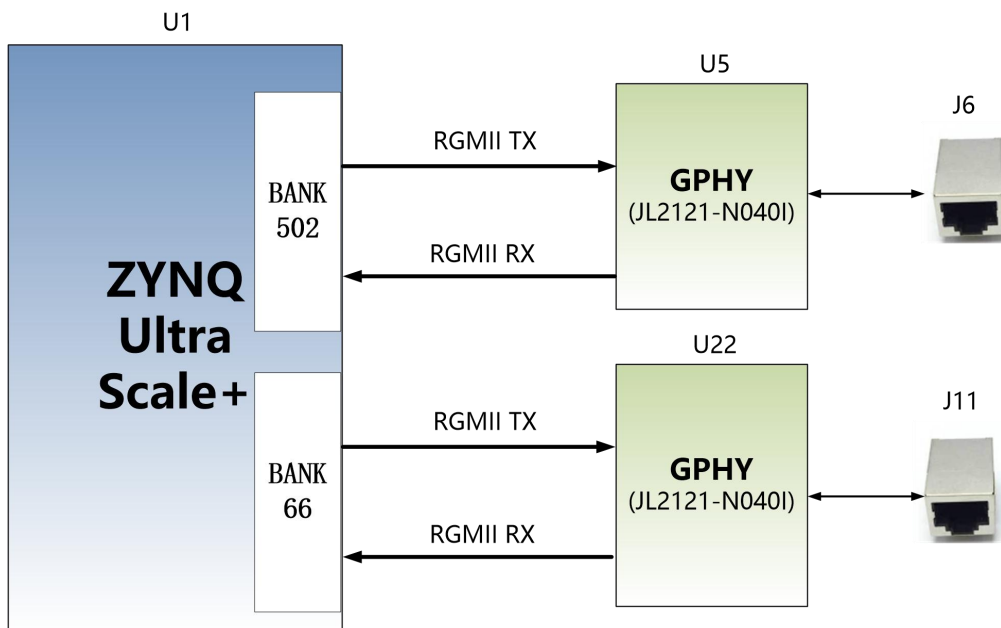 U1
ZYNQ
Ultra
Scale+
BANK
502
RGMII TX
RGMII RX
U5
GPHY
(JL2121-N040I)
J6
BANK
66
RGMII TX
RGMII RX
U22
GPHY
(JL2121-N040I)
J11